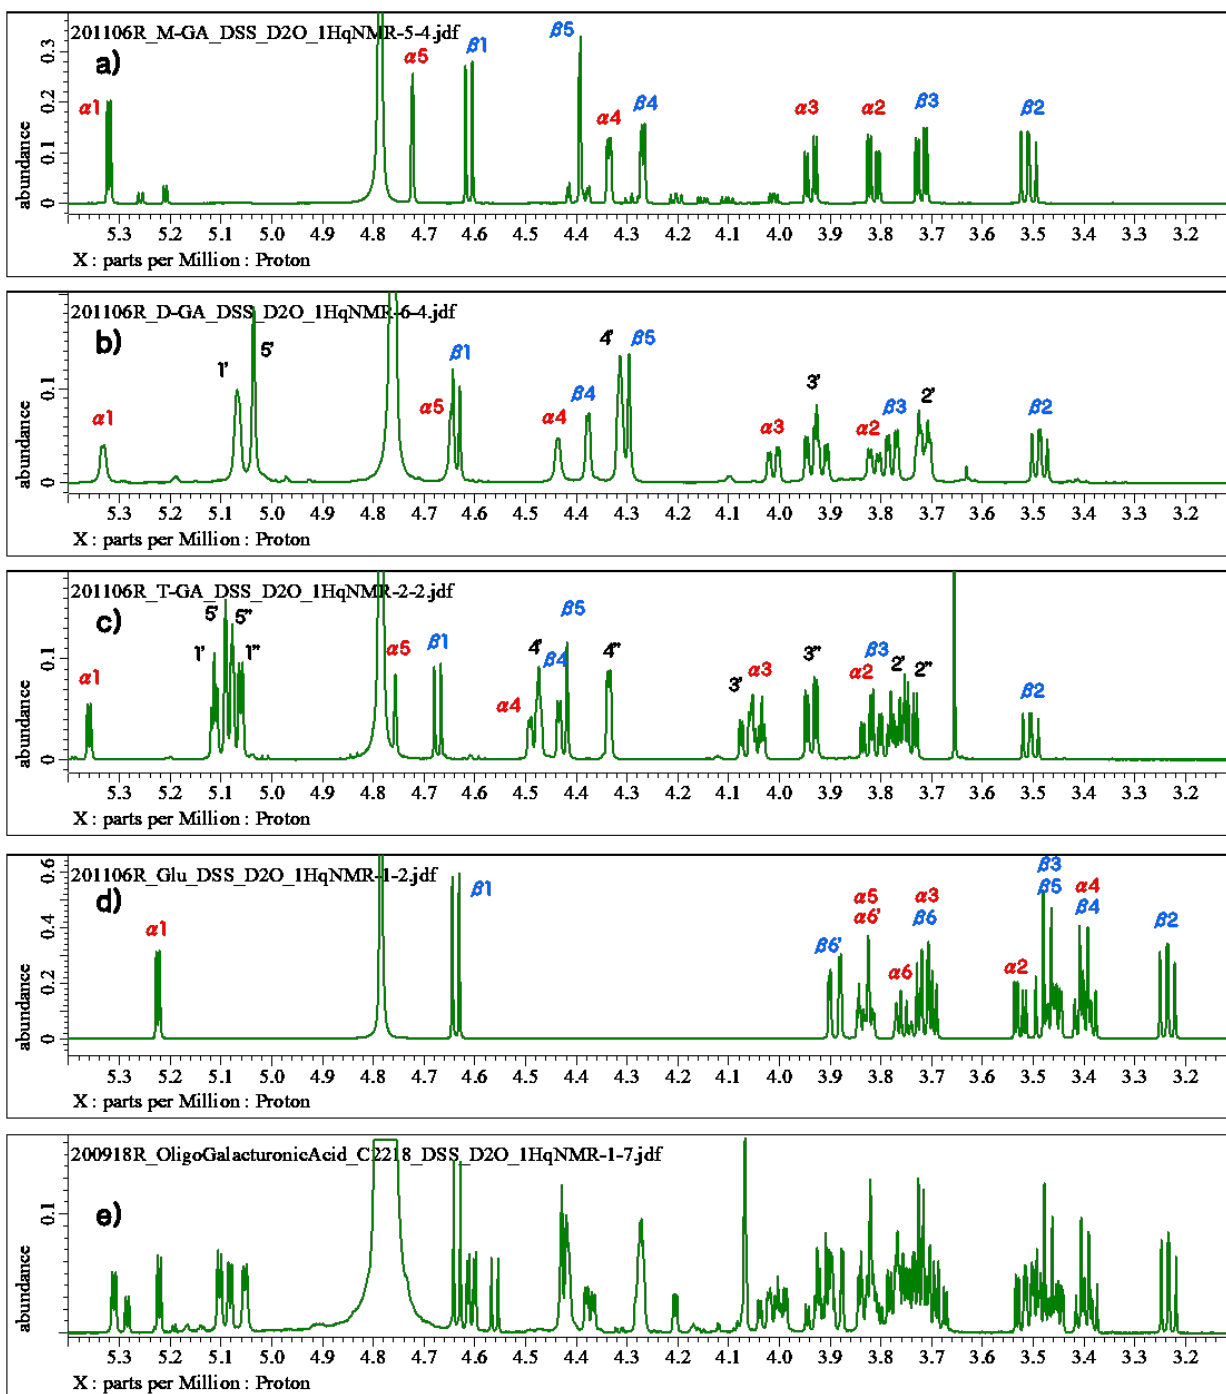 201106R_M-GA_DSS_D2O_1HqNMR-5-4.jdf
a)
α1 α5 β1 β5 α4 β4 α3 α2 β3 β2
abundance
0 0.1 0.2 0.3
5.3 5.2 5.1 5.0 4.9 4.8 4.7 4.6 4.5 4.4 4.3 4.2 4.1 4.0 3.9 3.8 3.7 3.6 3.5 3.4 3.3 3.2
X : parts per Million : Proton
201106R_D-GA_DSS_D2O_1HqNMR-6-4.jdf
b)
α1 1' 5' α5 β1 α4 β4 4' β5 α3 3' α2 β3 2' β2
abundance
0 0.1
5.3 5.2 5.1 5.0 4.9 4.8 4.7 4.6 4.5 4.4 4.3 4.2 4.1 4.0 3.9 3.8 3.7 3.6 3.5 3.4 3.3 3.2
X : parts per Million : Proton
201106R_T-GA_DSS_D2O_1HqNMR-2-2.jdf
c)
α1 1' 5' 5" 1" α5 β1 α4 4' β4 β5 4" 3' α3 3" α2 β3 2' 2" β2
abundance
0 0.1
5.3 5.2 5.1 5.0 4.9 4.8 4.7 4.6 4.5 4.4 4.3 4.2 4.1 4.0 3.9 3.8 3.7 3.6 3.5 3.4 3.3 3.2
X : parts per Million : Proton
201106R_Glu_DSS_D2O_1HqNMR-1-2.jdf
d)
α1 β1 β6' α5 α6' α6 α3 β6 α2 β3 β5 α4 β4 β2
abundance
0 0.2 0.4 0.6
5.3 5.2 5.1 5.0 4.9 4.8 4.7 4.6 4.5 4.4 4.3 4.2 4.1 4.0 3.9 3.8 3.7 3.6 3.5 3.4 3.3 3.2
X : parts per Million : Proton
200918R_OligoGalacturonicAcid_C2218_DSS_D2O_1HqNMR-1-7.jdf
e)
abundance
0 0.1
5.3 5.2 5.1 5.0 4.9 4.8 4.7 4.6 4.5 4.4 4.3 4.2 4.1 4.0 3.9 3.8 3.7 3.6 3.5 3.4 3.3 3.2
X : parts per Million : Proton